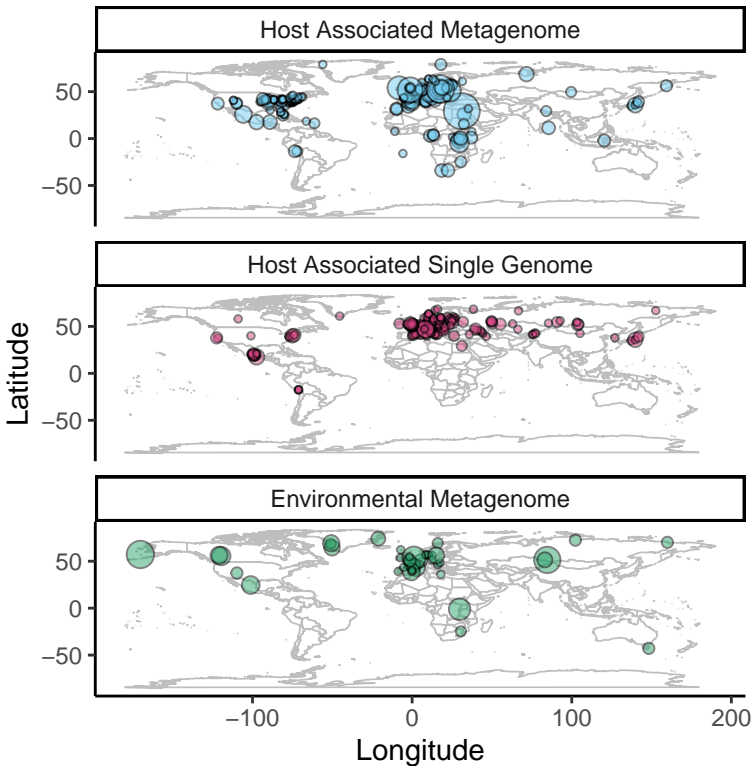 Host Associated Metagenome
50
0
−50
Host Associated Single Genome
50
0
−50
Latitude
Environmental Metagenome
50
0
−50
−100 0 100 200
Longitude